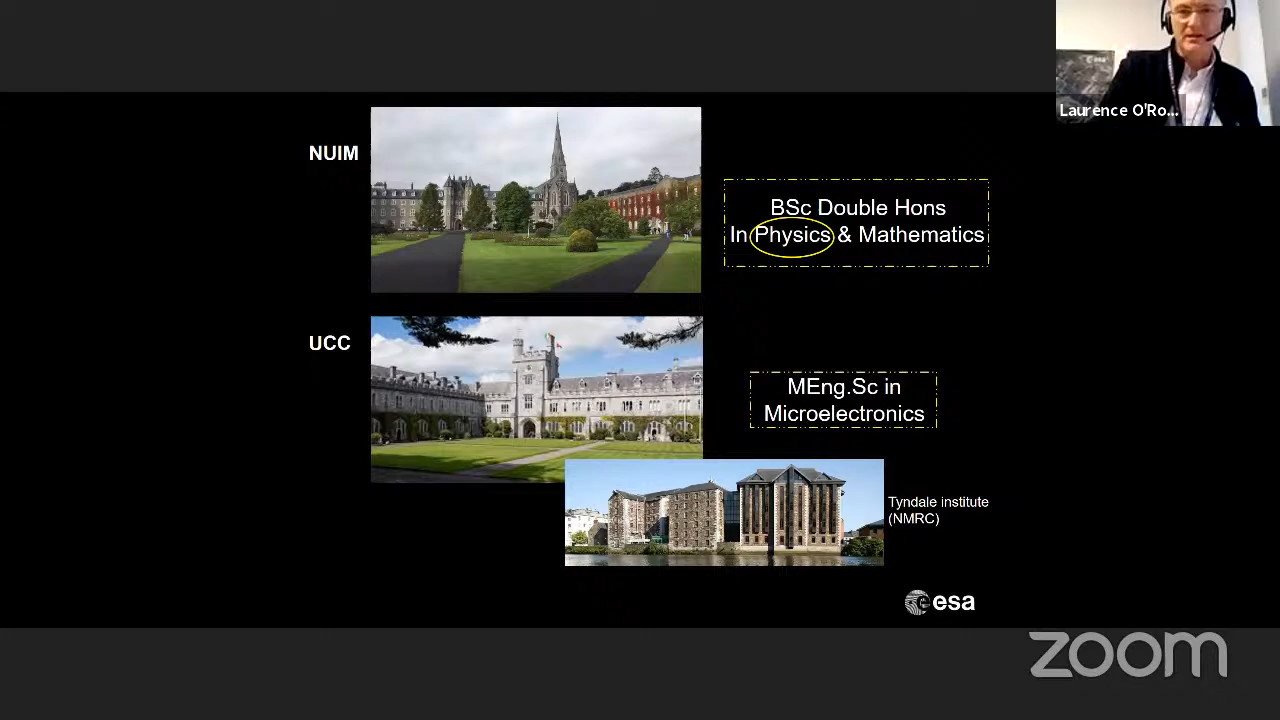 esa
Laurence O'Ro...
NUIM
BSc Double Hons
In Physics & Mathematics
UCC
MEng.Sc in
Microelectronics
Tyndale institute
(NMRC)
esa
zoom